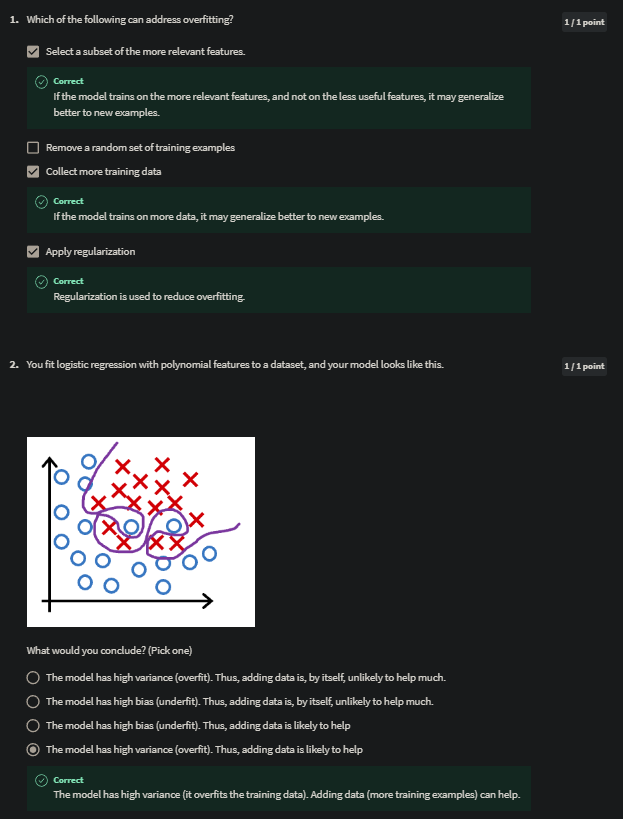 1. Which of the following can address overfitting?
1 / 1 point
Select a subset of the more relevant features.
Correct
If the model trains on the more relevant features, and not on the less useful features, it may generalize
better to new examples.
Remove a random set of training examples
Collect more training data
Correct
If the model trains on more data, it may generalize better to new examples.
Apply regularization
Correct
Regularization is used to reduce overfitting.
2. You fit logistic regression with polynomial features to a dataset, and your model looks like this.
1 / 1 point
What would you conclude? (Pick one)
The model has high variance (overfit). Thus, adding data is, by itself, unlikely to help much.
The model has high bias (underfit). Thus, adding data is, by itself, unlikely to help much.
The model has high bias (underfit). Thus, adding data is likely to help
The model has high variance (overfit). Thus, adding data is likely to help
Correct
The model has high variance (it overfits the training data). Adding data (more training examples) can help.